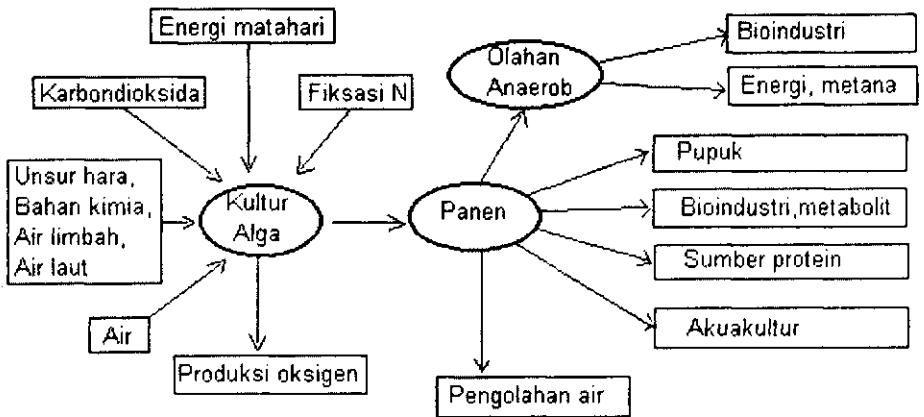 Energi matahari
Karbondioksida
Fiksasi N
Unsur hara,
Bahan kimia,
Air limbah,
Air laut
Air
Kultur
Alga
Produksi oksigen
Panen
Olahan
Anaerob
Bioindustri
Energi, metana
Pupuk
Bioindustri,metabolit
Sumber protein
Akuakultur
Pengolahan air